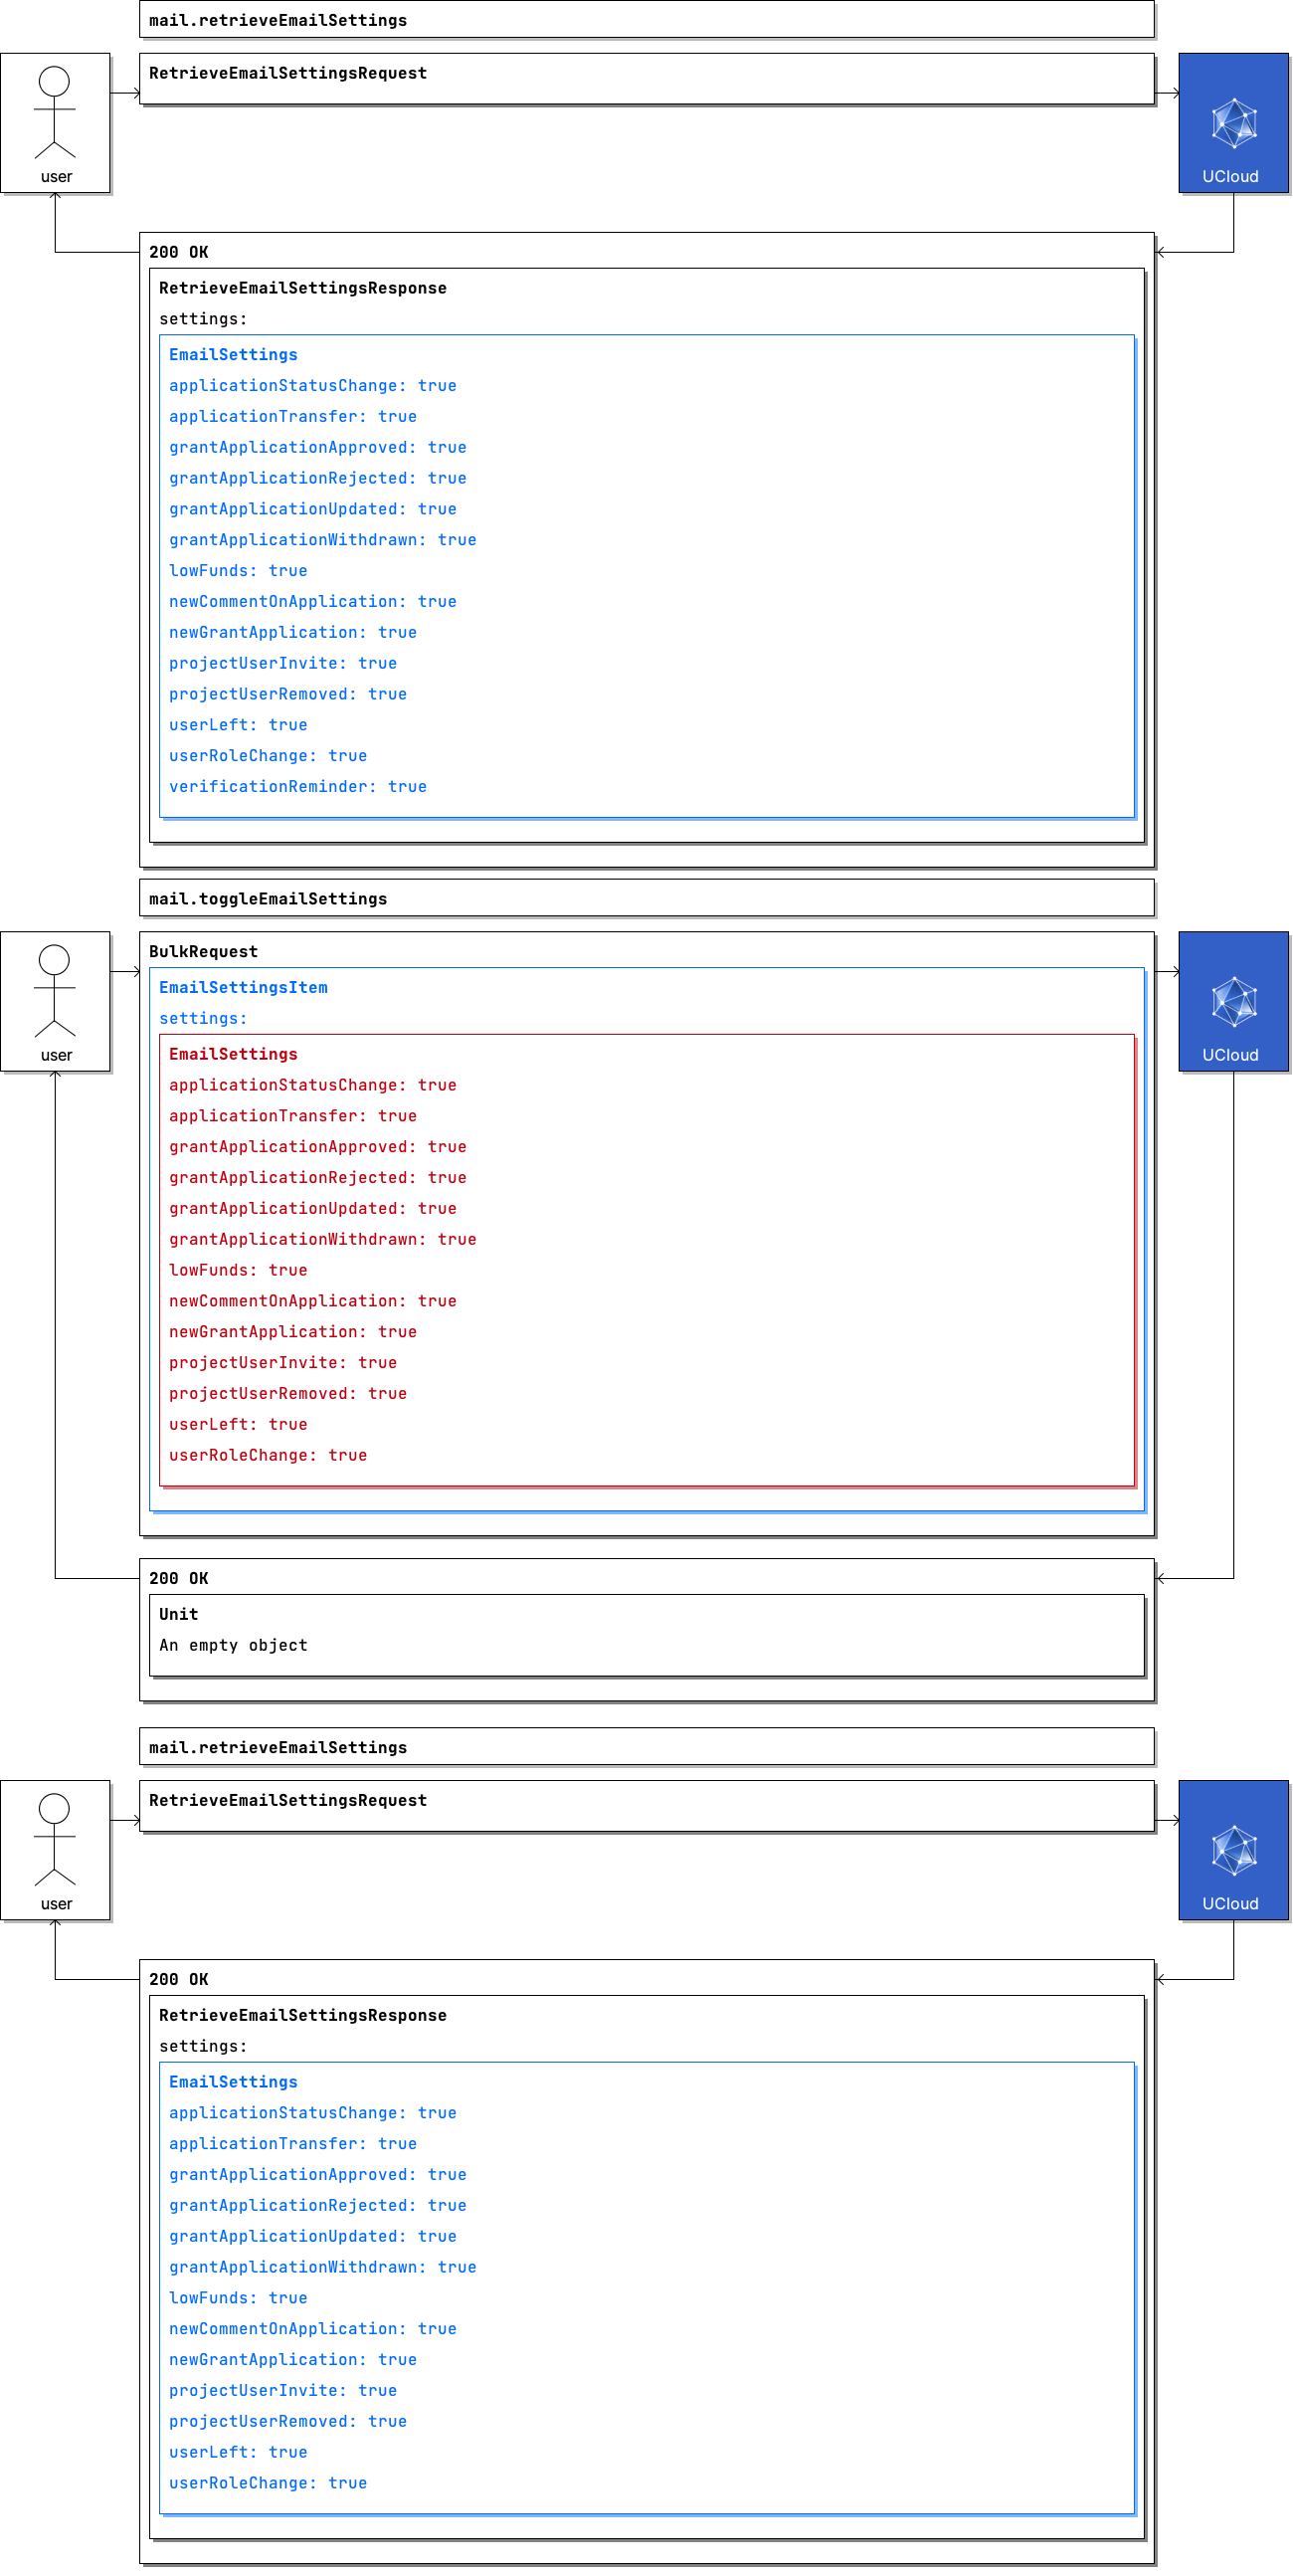 mail.retrieveEmailSettings
RetrieveEmailSettingsRequest
user
UCloud
200 OK
RetrieveEmailSettingsResponse
settings:
EmailSettings
applicationStatusChange: true
applicationTransfer: true
grantApplicationApproved: true
grantApplicationRejected: true
grantApplicationUpdated: true
grantApplicationWithdrawn: true
lowFunds: true
newCommentOnApplication: true
newGrantApplication: true
projectUserInvite: true
projectUserRemoved: true
userLeft: true
userRoleChange: true
verificationReminder: true
mail.toggleEmailSettings
BulkRequest
EmailSettingsItem
settings:
EmailSettings
user
UCloud
applicationStatusChange: true
applicationTransfer: true
grantApplicationApproved: true
grantApplicationRejected: true
grantApplicationUpdated: true
grantApplicationWithdrawn: true
lowFunds: true
newCommentOnApplication: true
newGrantApplication: true
projectUserInvite: true
projectUserRemoved: true
userLeft: true
userRoleChange: true
200 OK
Unit
An empty object
mail.retrieveEmailSettings
RetrieveEmailSettingsRequest
user
UCloud
200 OK
RetrieveEmailSettingsResponse
settings:
EmailSettings
applicationStatusChange: true
applicationTransfer: true
grantApplicationApproved: true
grantApplicationRejected: true
grantApplicationUpdated: true
grantApplicationWithdrawn: true
lowFunds: true
newCommentOnApplication: true
newGrantApplication: true
projectUserInvite: true
projectUserRemoved: true
userLeft: true
userRoleChange: true